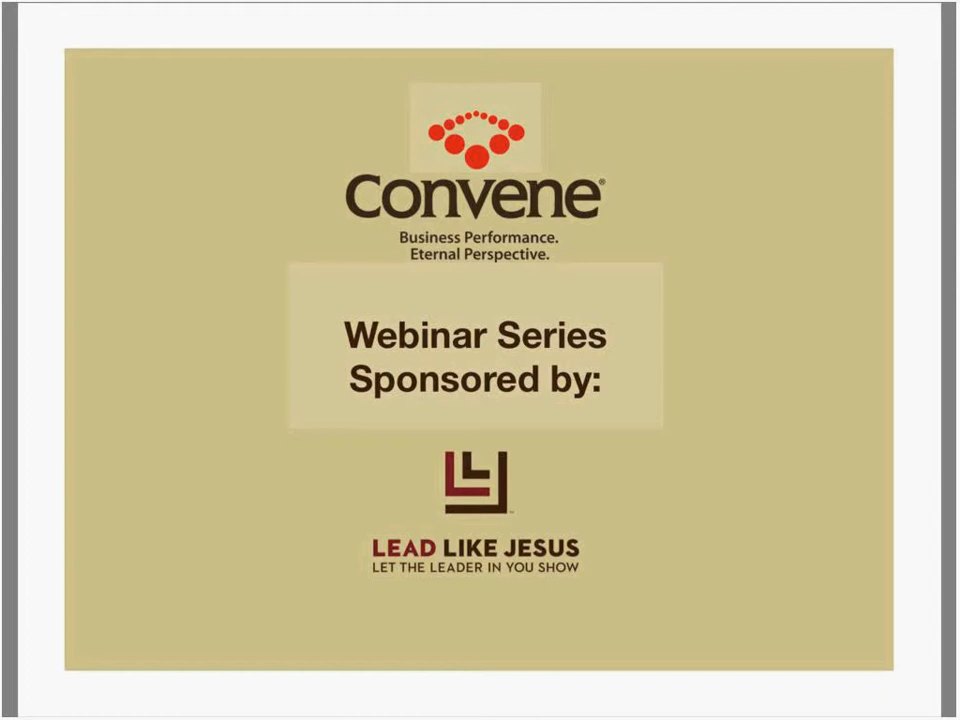 Convene®
Business Performance.
Eternal Perspective.
Webinar Series
Sponsored by:
LEAD LIKE JESUS
LET THE LEADER IN YOU SHOW